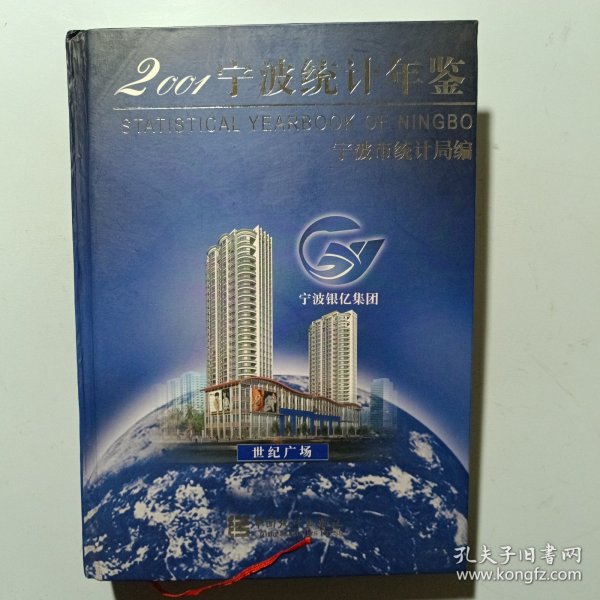 2001宁波统计年鉴
STATISTICAL YEARBOOK OF NINGBO
宁波市统计局编
宁波银亿集团
世纪广场
孔夫子旧书网
www.kongfz.com